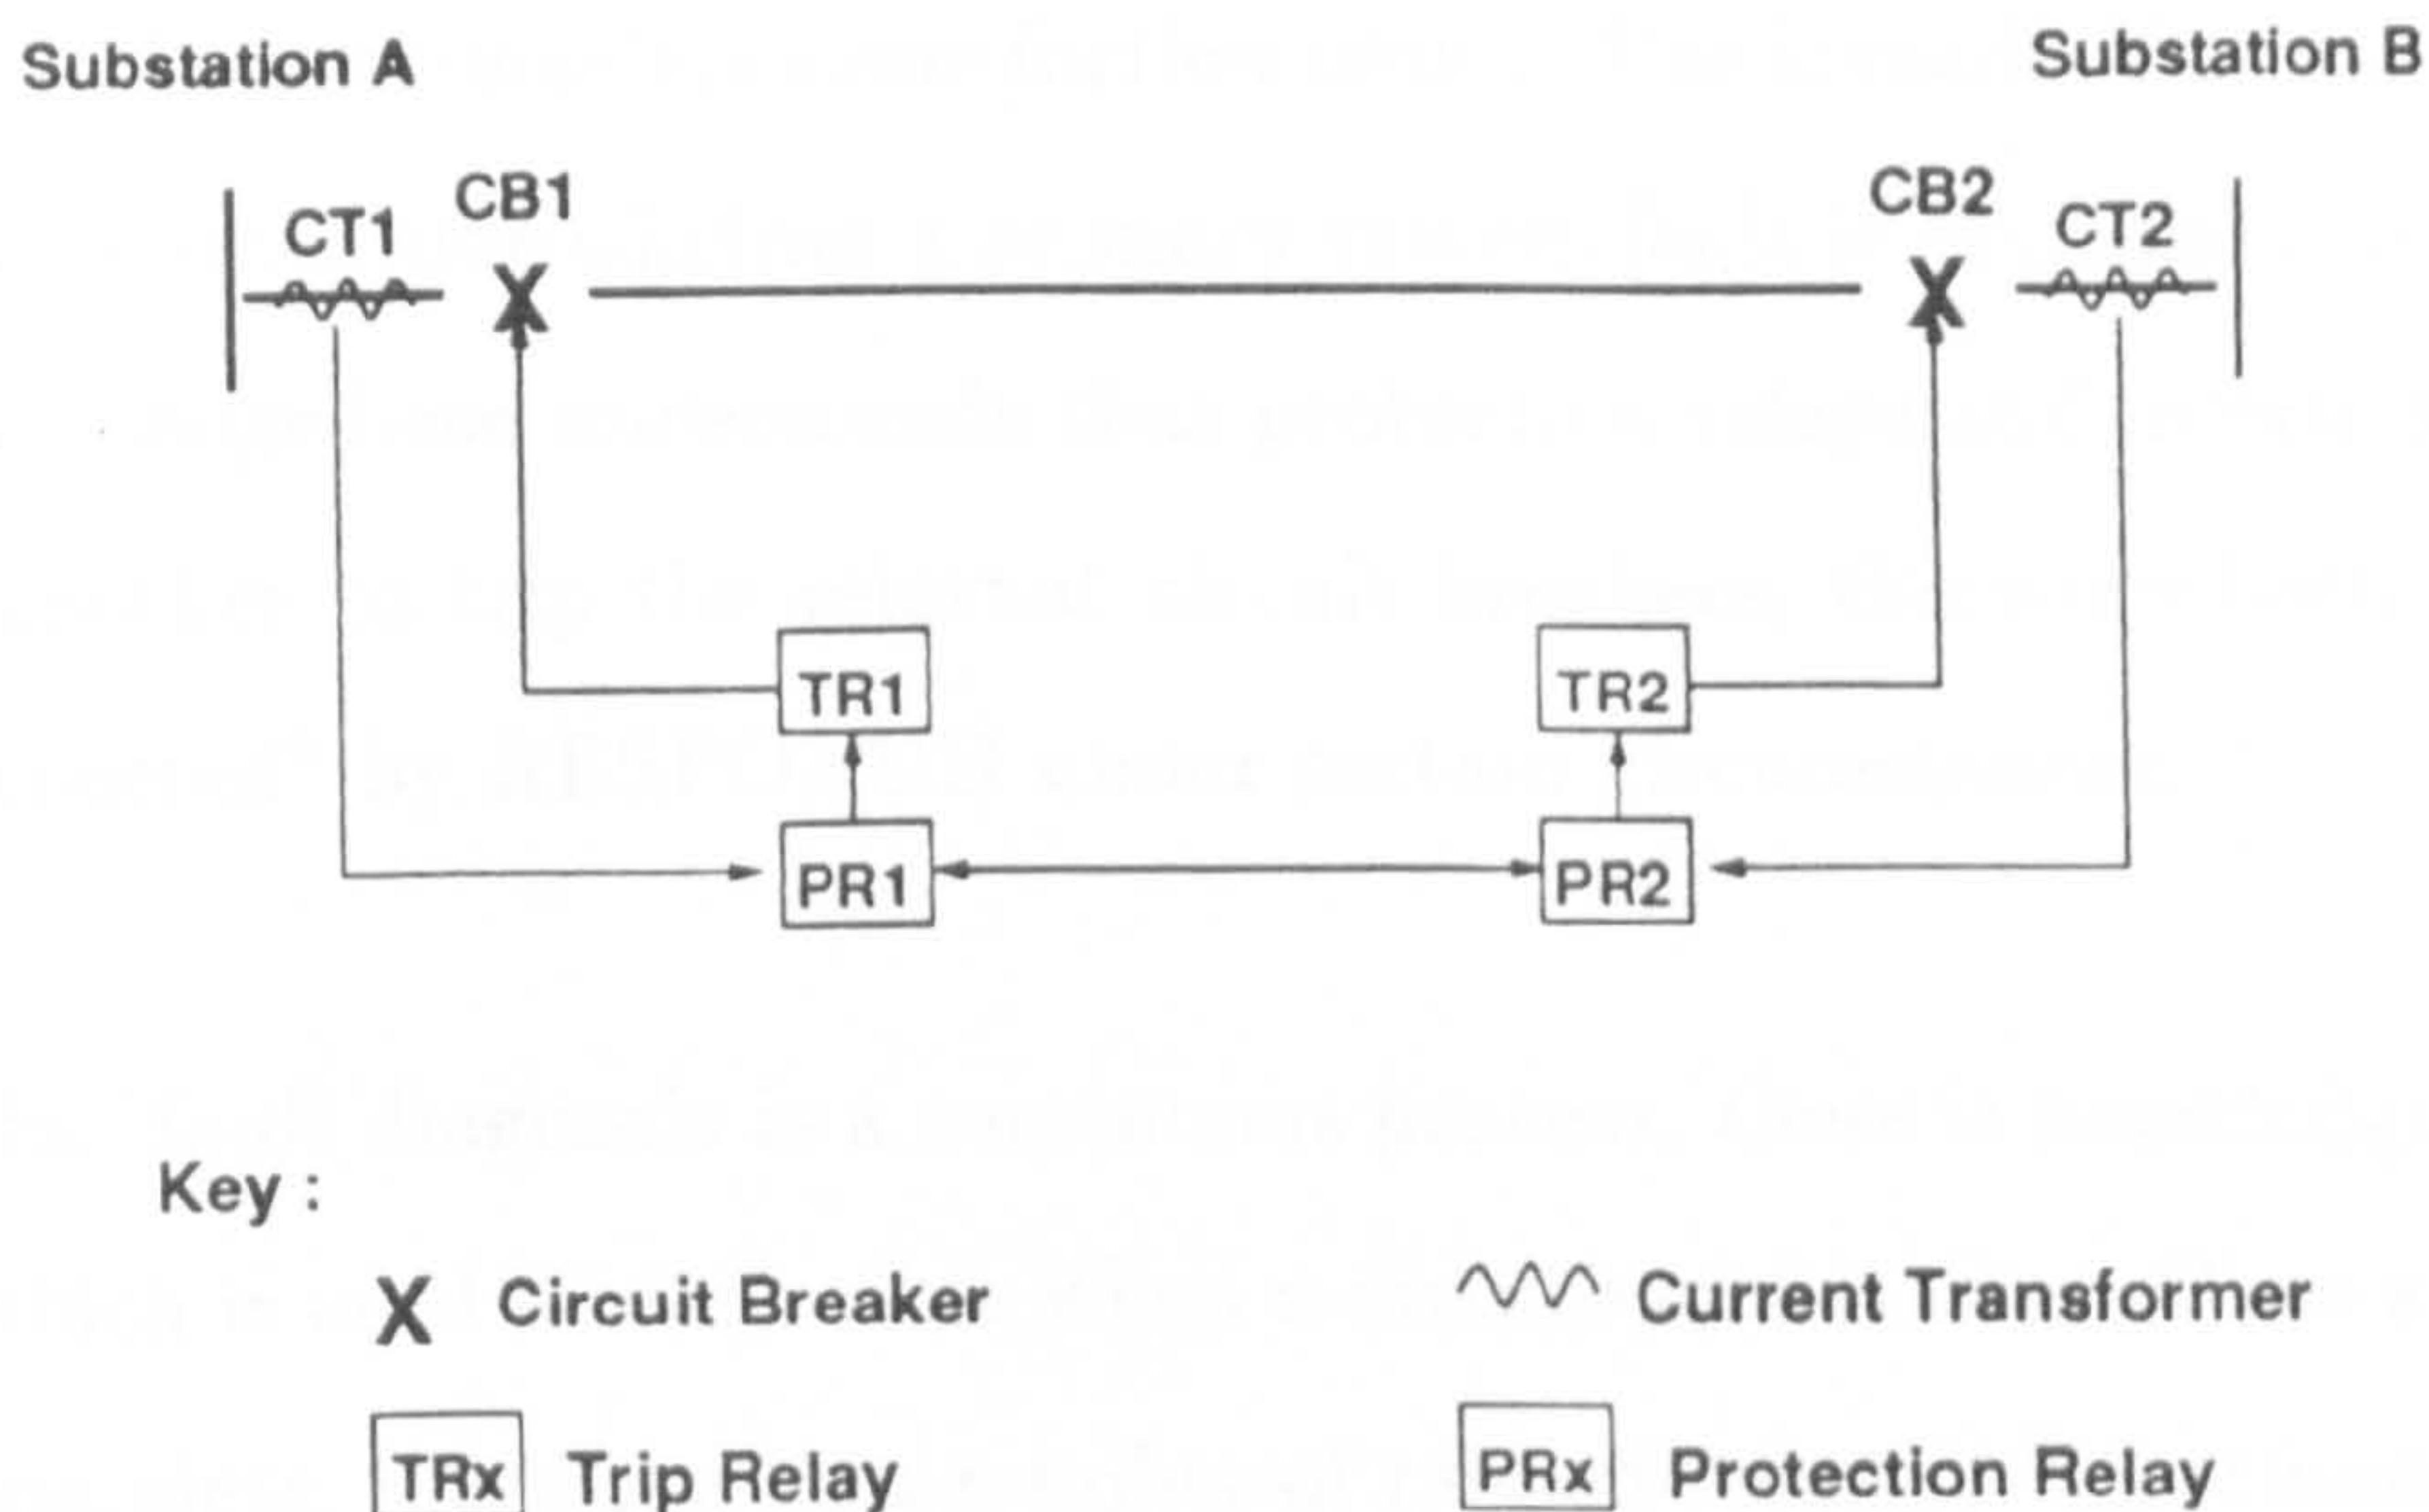 Substation A Substation B
CT1 CB1 CB2 CT2
TR1 TR2
PR1 PR2
Key :
X Circuit Breaker Current Transformer
TRx Trip Relay PRx Protection Relay